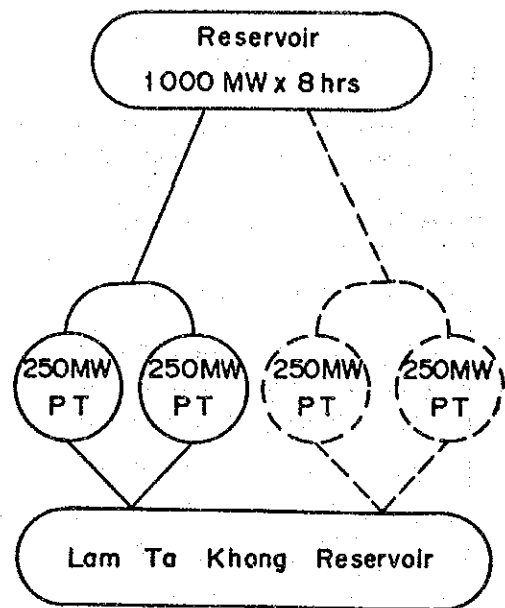 Reservoir
1000 MW x 8 hrs
250MW
PT
250MW
PT
250MW
PT
250MW
PT
Lam Ta Khong Reservoir